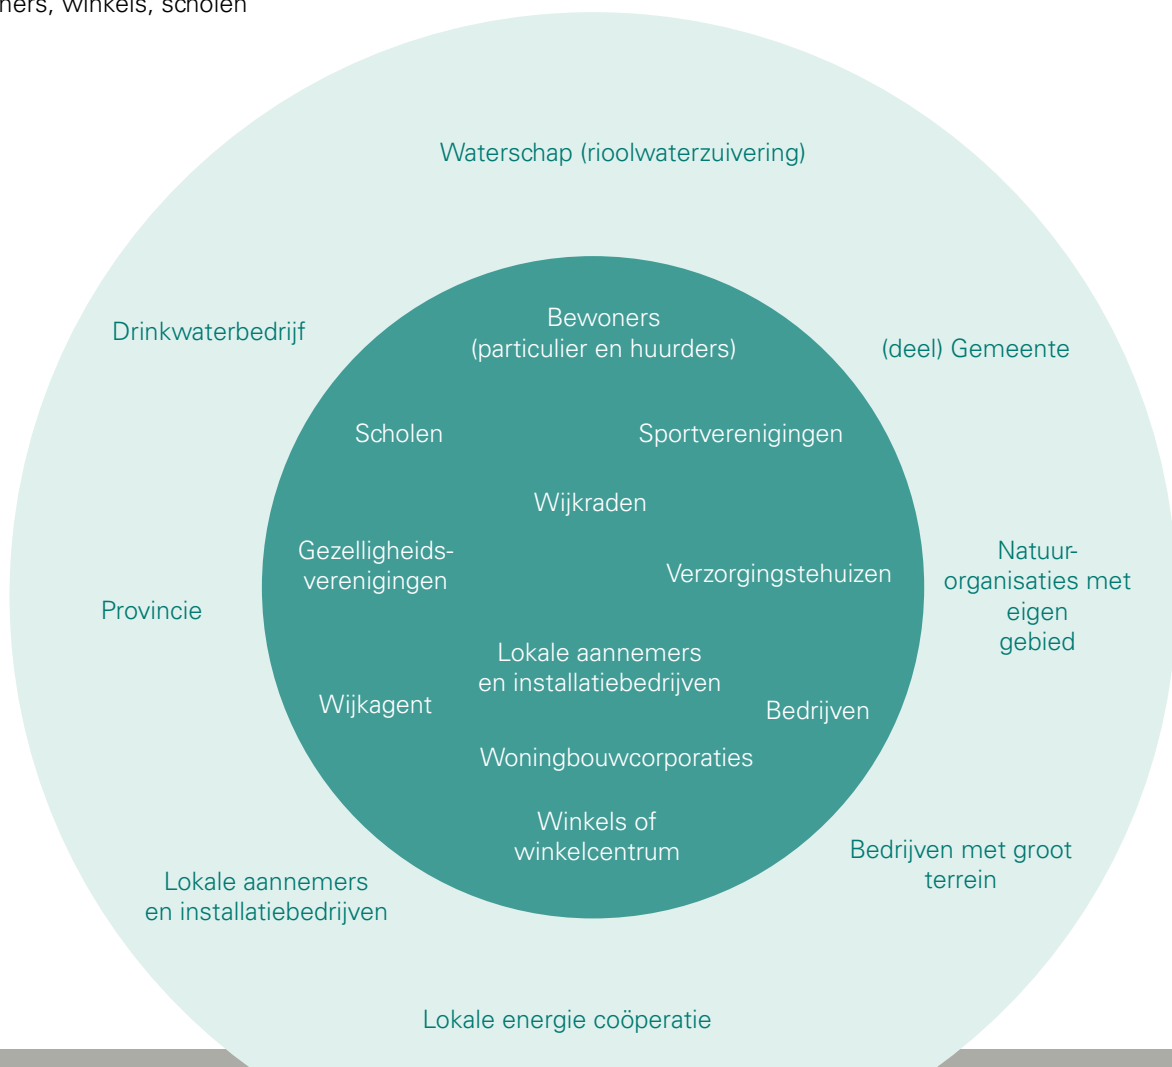 winkels, scholen
Waterschap (rioolwaterzuivering)
Drinkwaterbedrijf
Bewoners
(particulier en huurders)
(deel) Gemeente
Scholen
Sportverenigingen
Wijkraden
Gezelligheids-
verenigingen
Verzorgingstehuizen
Natuur-
organisaties met
eigen
gebied
Provincie
Lokale aannemers
en installatiebedrijven
Wijkagent
Bedrijven
Woningbouwcorporaties
Winkels of
winkelcentrum
Bedrijven met groot
terrein
Lokale aannemers
en installatiebedrijven
Lokale energie coöperatie